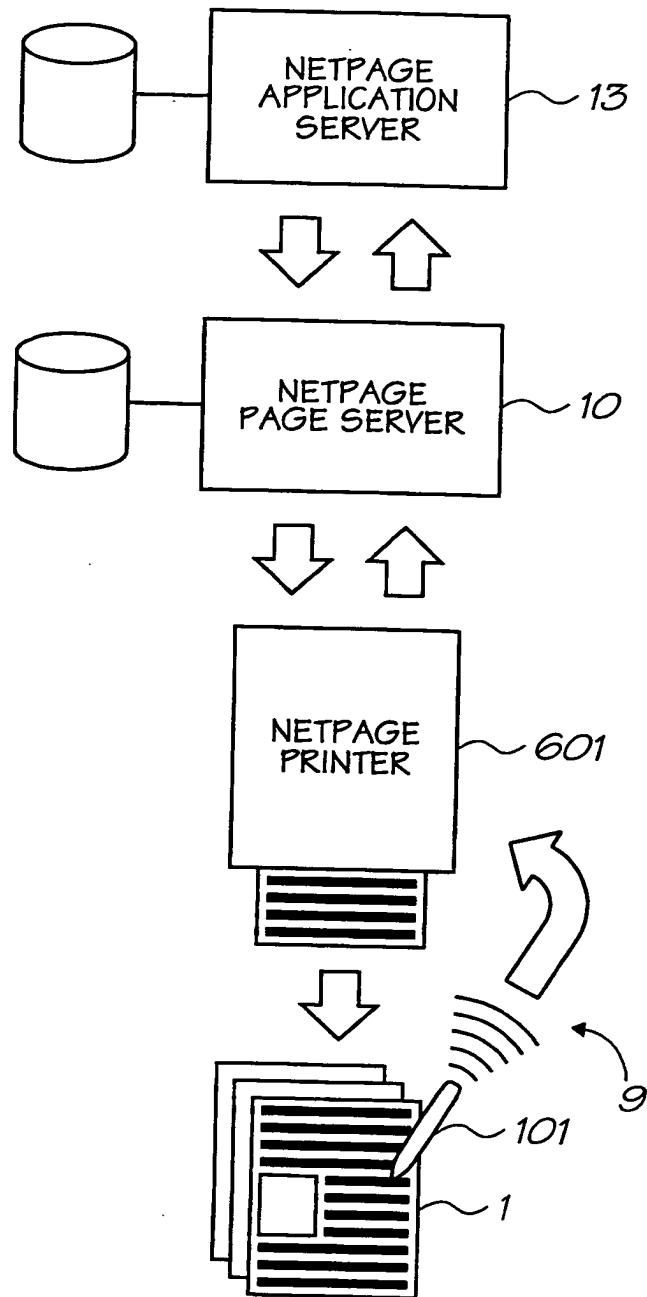 NETPAGE
APPLICATION
SERVER
13
NETPAGE
PAGE SERVER
10
NETPAGE
PRINTER
601
9
101
1